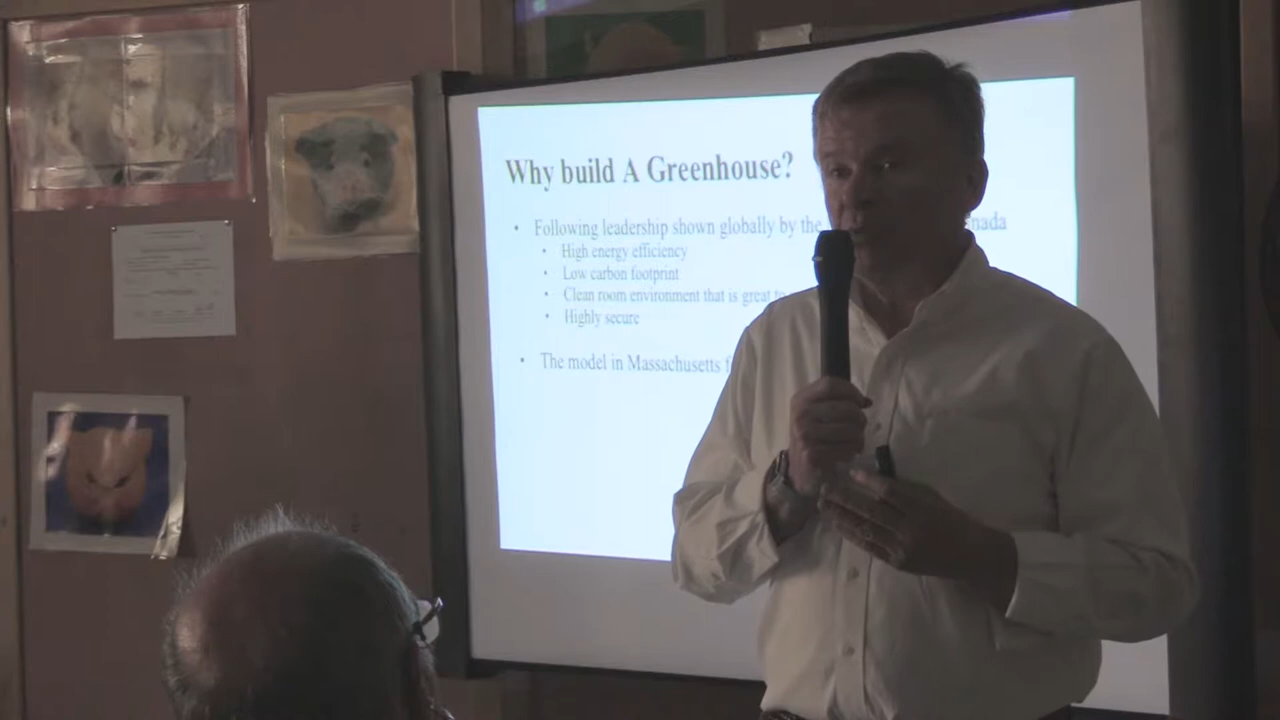 Why build A Greenhouse?
• Following leadership shown globally by the
• High energy efficiency
• Low carbon footprint
• Clean room environment that is great
• Highly secure
• The model in Massachusetts